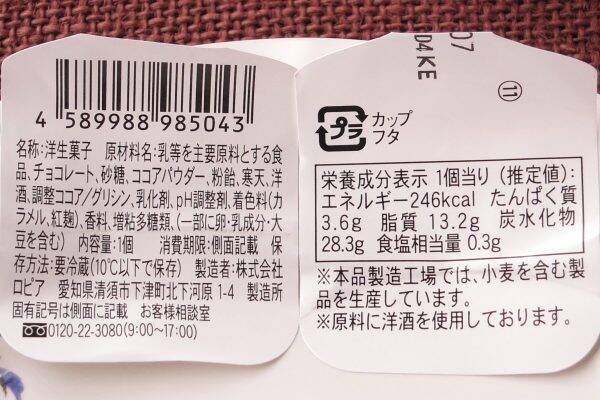 4 589988 985043
名称:洋生菓子 原材料名:乳等を主要原料とする食
品、チョコレート、砂糖、ココアパウダー、粉飴、寒天、洋
酒、調整ココア/グリシン、乳化剤、pH調整剤、着色料(カ
ラメル、紅麹)、香料、増粘多糖類、(一部に卵・乳成分・大
豆を含む) 内容量:1個 消費期限:側面記載 保
存方法:要冷蔵(10℃以下で保存) 製造者:株式会社
ロピア 愛知県清須市下津町北下河原1-4 製造所
固有記号は側面に記載 お客様相談室
0120-22-3080(9:00~17:00)
07
04KE
⑪
プラ
カップ
フタ
栄養成分表示 1個当り (推定値):
エネルギー246kcal たんぱく質
3.6g 脂質 13.2g 炭水化物
28.3g 食塩相当量 0.3g
※本品製造工場では、小麦を含む製
品を生産しています。
※原料に洋酒を使用しております。